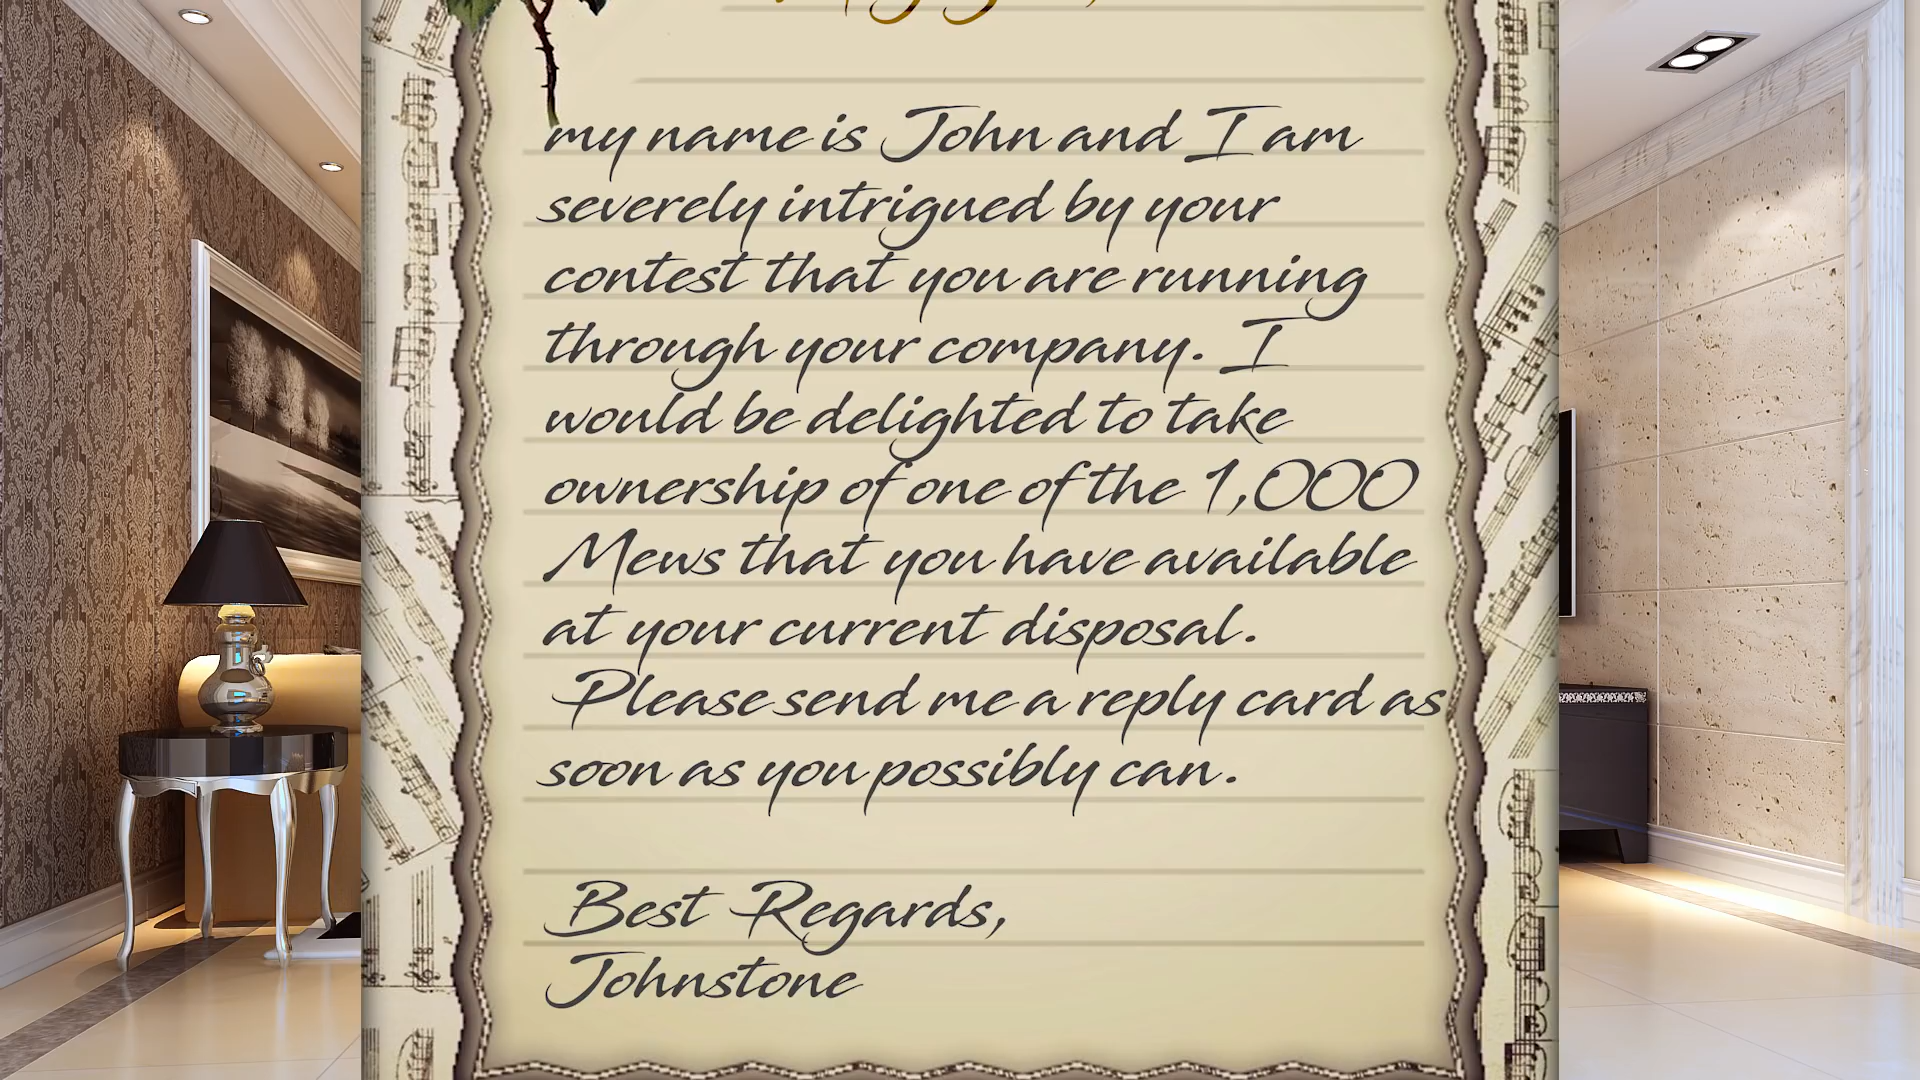 my name is John and I am
severely intrigued by your
contest that you are running
through your company. I
would be delighted to take
ownership of one of the 1,000
Mews that you have available
at your current disposal.
Please send me a reply card as
soon as you possibly can.
Best Regards,
Johnstone